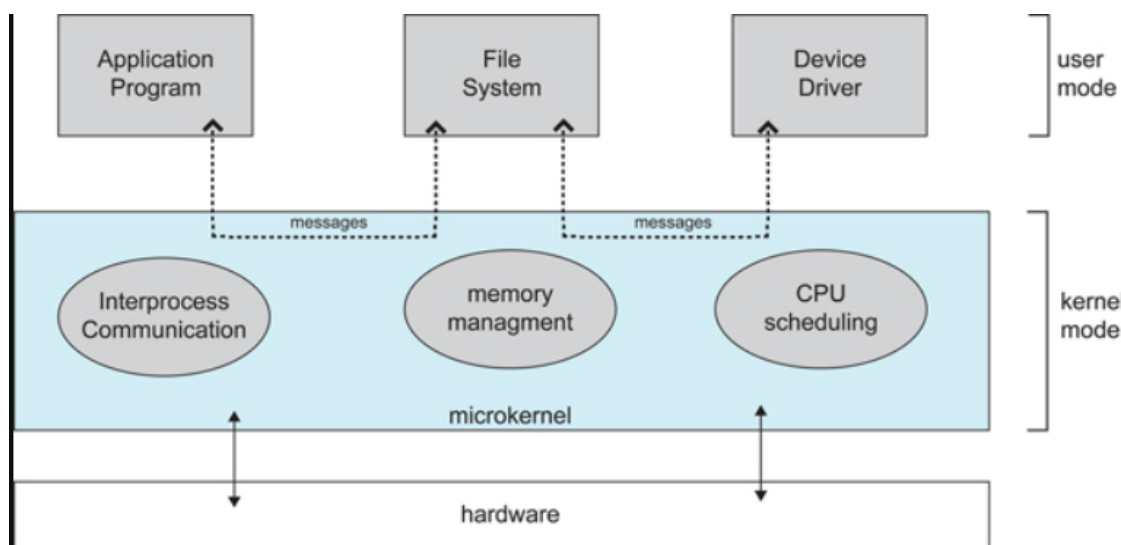 Application
Program
File
System
Device
Driver
user
mode
messages
messages
Interprocess
Communication
memory
managment
CPU
scheduling
kernel
mode
microkernel
hardware